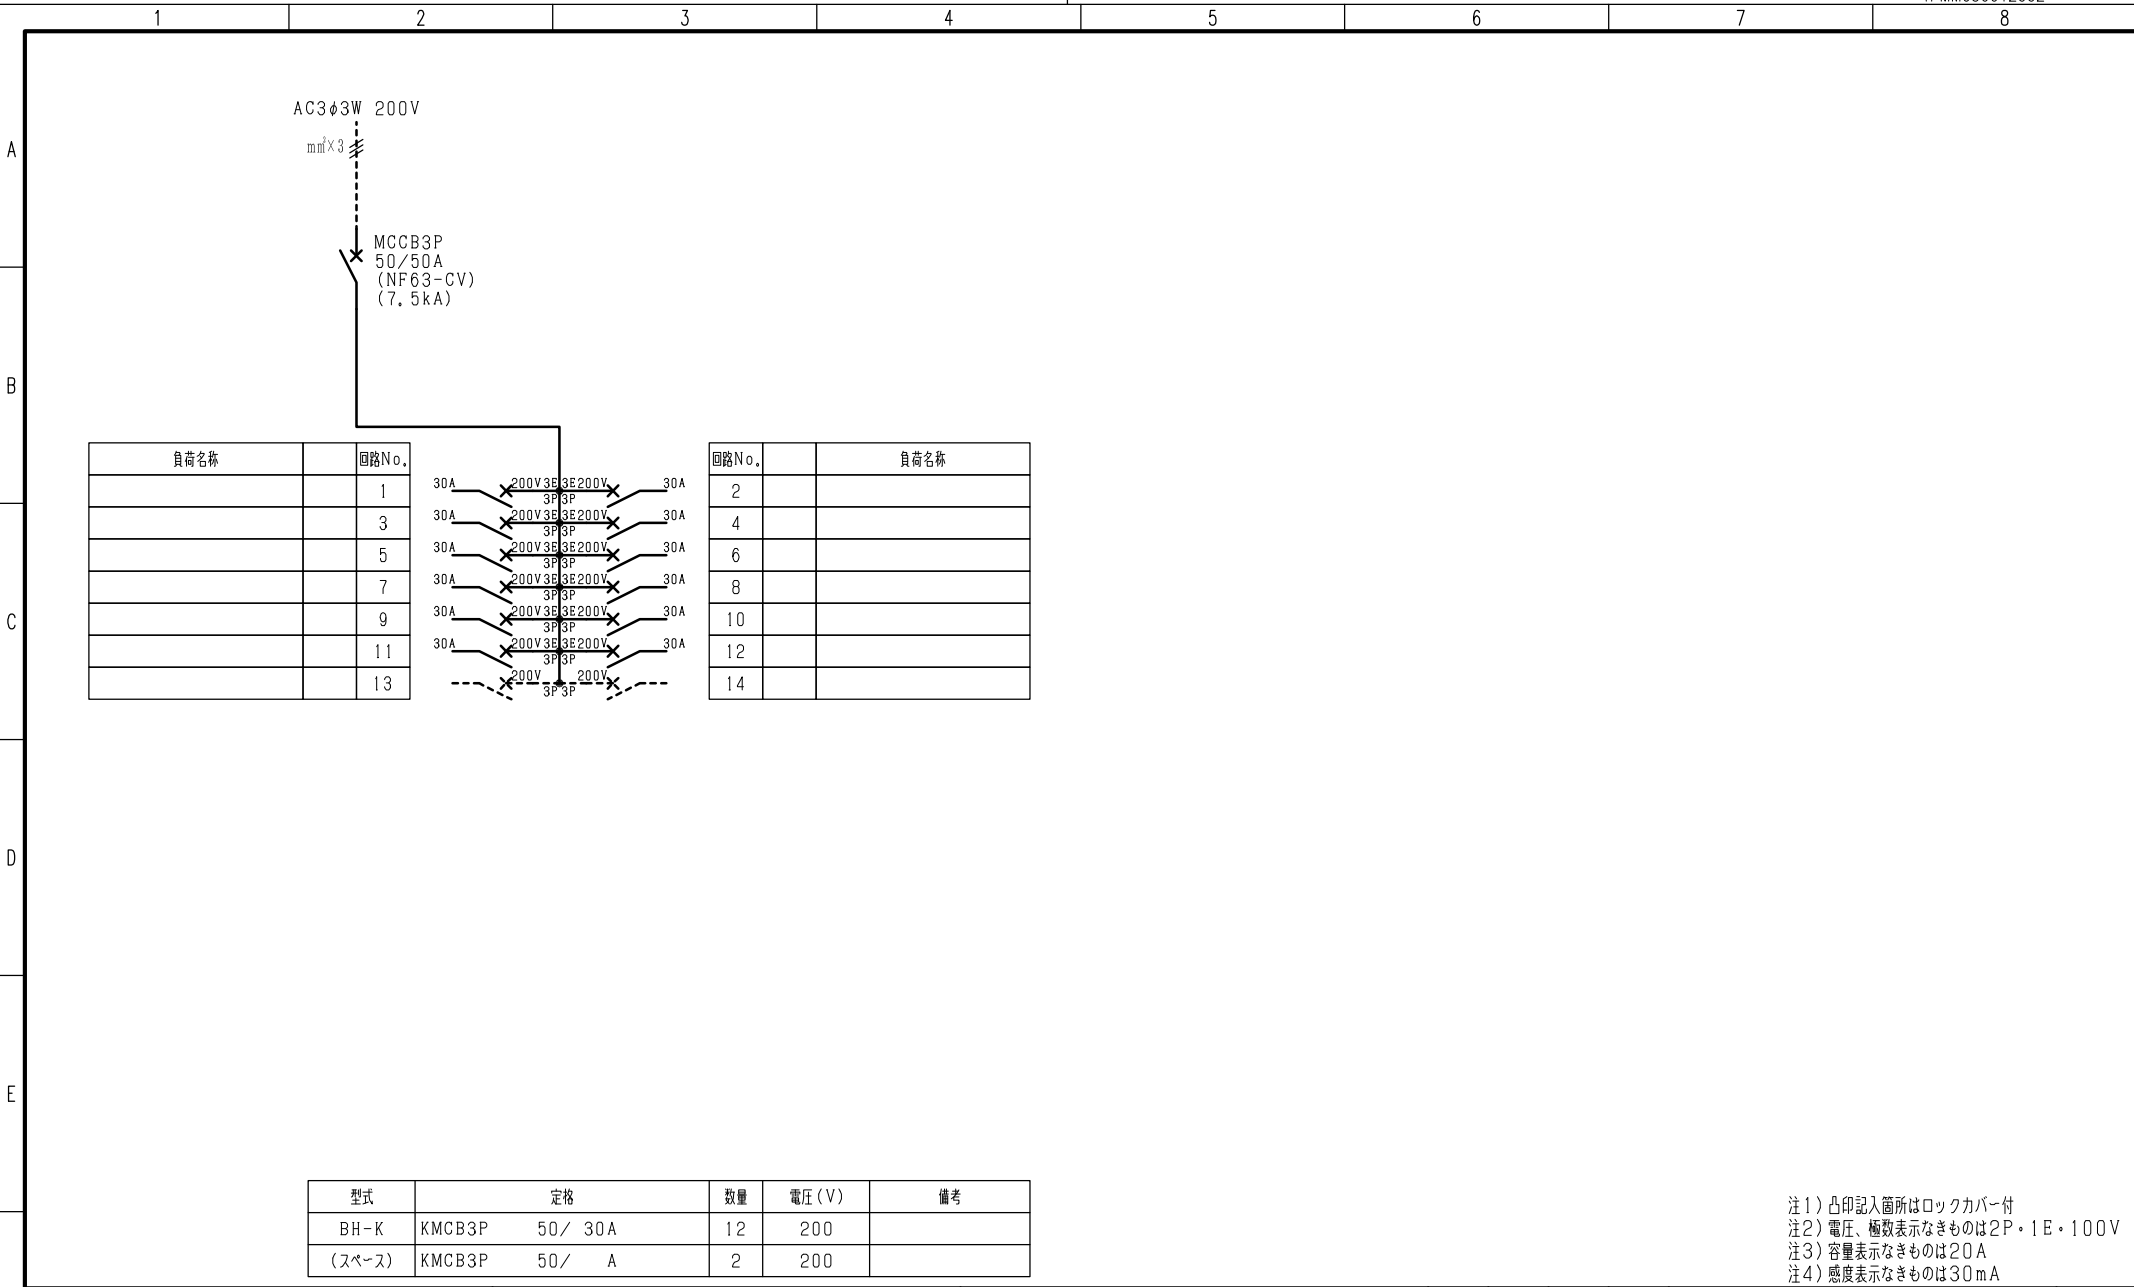 1 2 3 4 5 6 7 8
A
B
C
D
E
AC3φ3W 200V
m㎡×3
MCCB3P
50/50A
(NF63-CV)
(7.5kA)
負荷名称 回路No. 回路No. 負荷名称
1 30A 200V 3E 3E 200V 30A 2
3P 3P
3 30A 200V 3E 3E 200V 30A 4
3P 3P
5 30A 200V 3E 3E 200V 30A 6
3P 3P
7 30A 200V 3E 3E 200V 30A 8
3P 3P
9 30A 200V 3E 3E 200V 30A 10
3P 3P
11 30A 200V 3E 3E 200V 30A 12
3P 3P
13 200V 200V 14
3P 3P
型式 定格 数量 電圧(V) 備考
BH-K KMCB3P 50/ 30A 12 200
(スペース) KMCB3P 50/ A 2 200
注1)凸印記入箇所はロックカバー付
注2)電圧、極数表示なきものは2P・1E・100V
注3)容量表示なきものは20A
注4)感度表示なきものは30mA